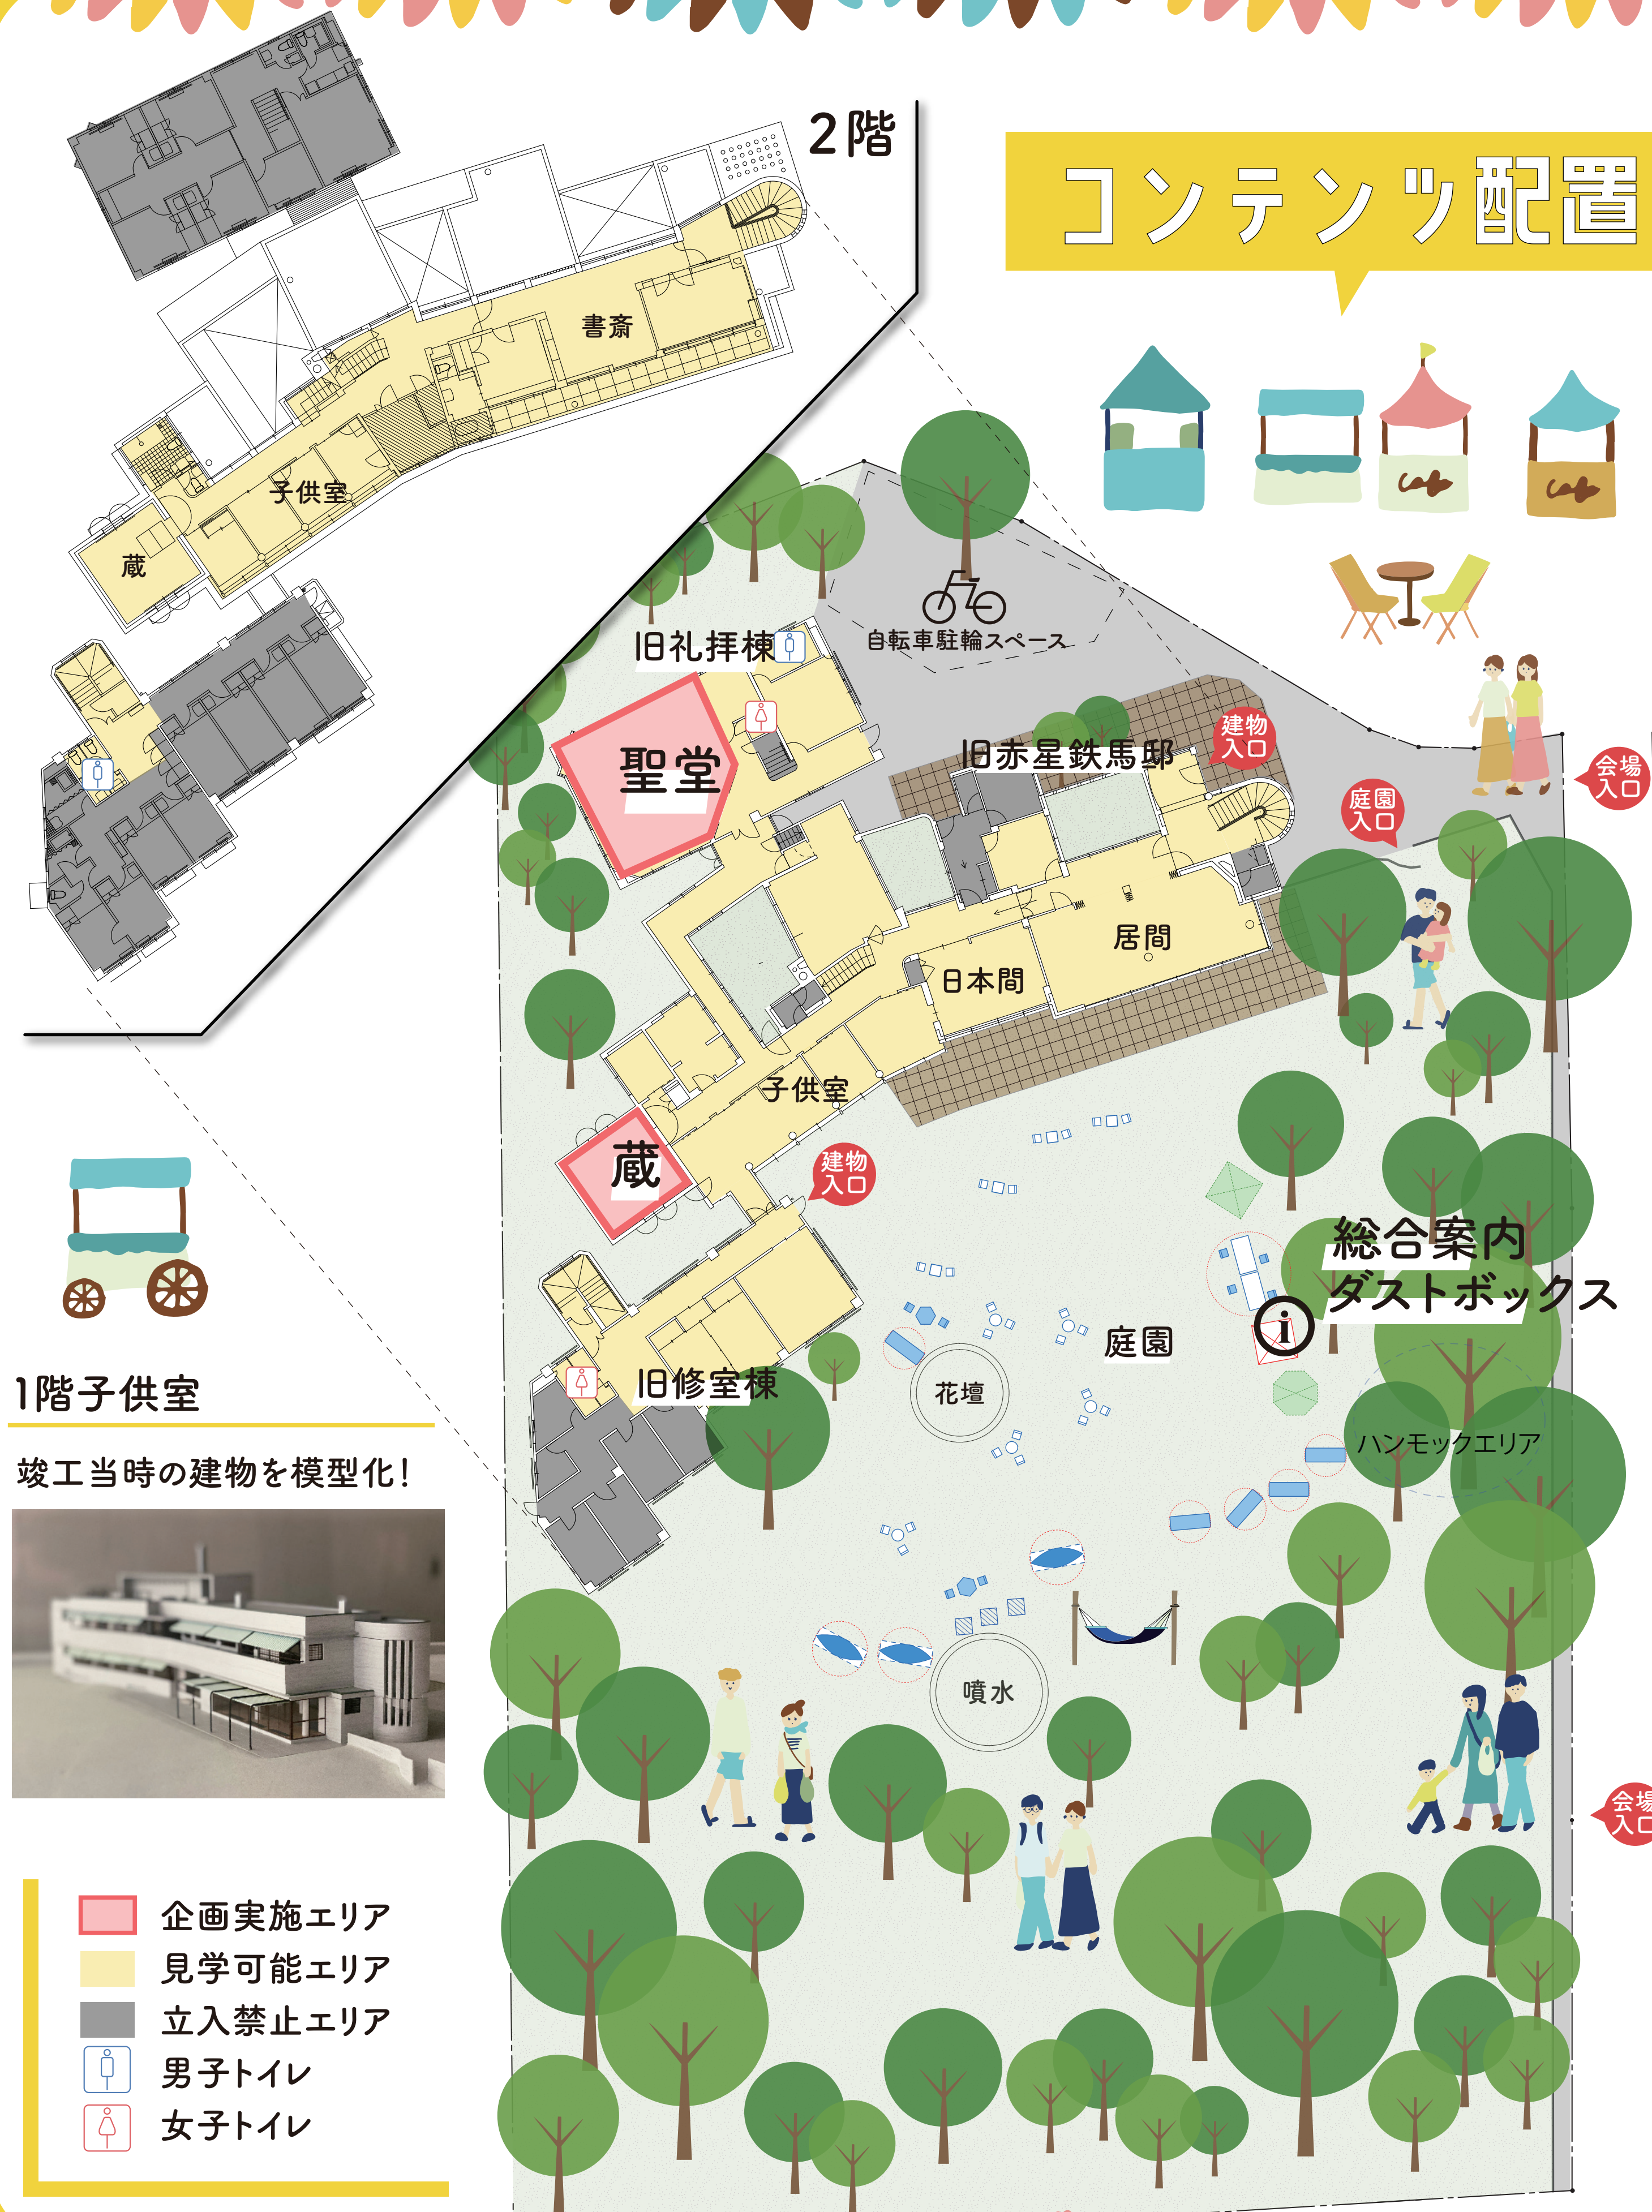 2階
コンテンツ配置
書斎
子供室
蔵
自転車駐輪スペース
旧礼拝棟
聖堂
旧赤星鉄馬邸
建物
入口
会場
入口
庭園
入口
居間
日本間
子供室
蔵
建物
入口
総合案内
ダストボックス
i
庭園
花壇
旧修室棟
ハンモックエリア
噴水
会場
入口
1階子供室
竣工当時の建物を模型化!
企画実施エリア
見学可能エリア
立入禁止エリア
男子トイレ
女子トイレ